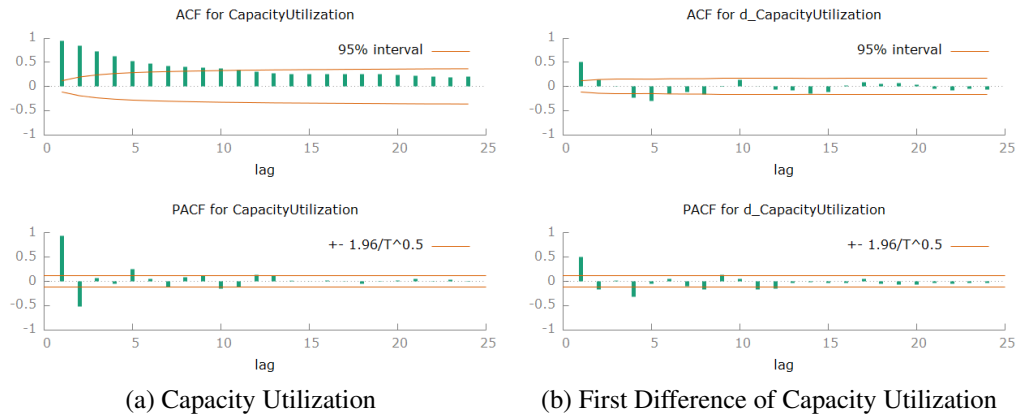 ACF for CapacityUtilization
1
0.5
0
-0.5
-1
95% interval
0 5 10 15 20 25
lag
PACF for CapacityUtilization
1
0.5
0
-0.5
-1
+- 1.96/T^0.5
0 5 10 15 20 25
lag
(a) Capacity Utilization
ACF for d_CapacityUtilization
1
0.5
0
-0.5
-1
95% interval
0 5 10 15 20 25
lag
PACF for d_CapacityUtilization
1
0.5
0
-0.5
-1
+- 1.96/T^0.5
0 5 10 15 20 25
lag
(b) First Difference of Capacity Utilization